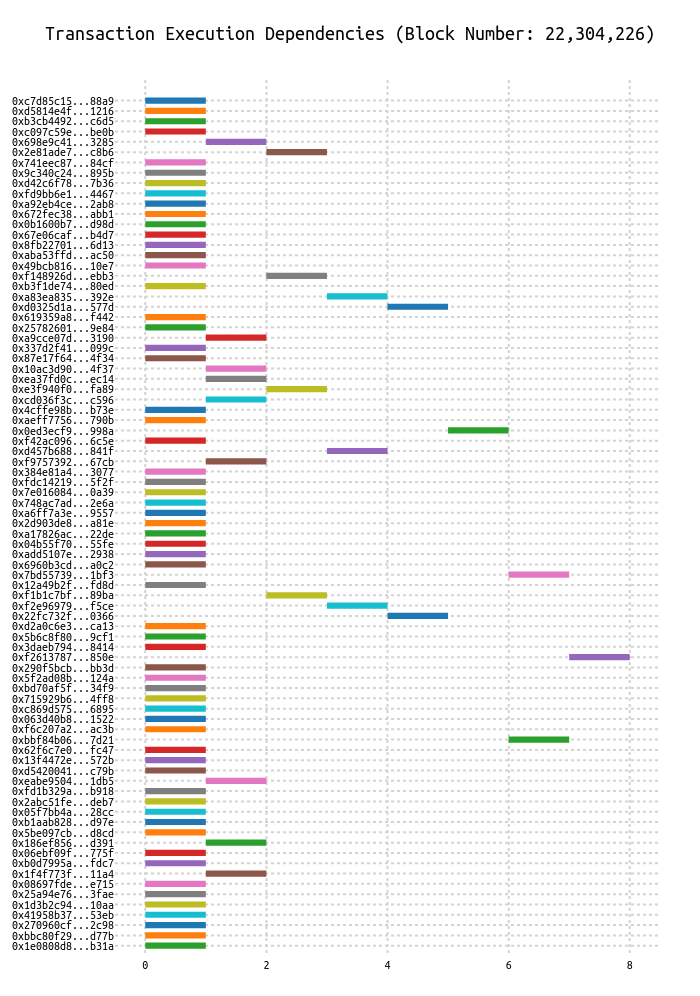 Transaction Execution Dependencies (Block Number: 22,304,226)
0xc7d85c15...88a9
0xd5814e4f...1216
0xb3cb4492...c6d5
0xc097c59e...be0b
0x698e9c41...3285
0x2e81ade7...c8b6
0x741eec87...84cf
0x9c340c24...895b
0xd42c6f78...7b36
0xfd9bb6e1...4467
0xa92eb4ce...2ab8
0x672fec38...abb1
0x0b1600b7...d98d
0x67e06caf...b4d7
0x8fb22701...6d13
0xaba53ffd...ac50
0x49bcb816...10e7
0xf148926d...ebb3
0xb3f1de74...80ed
0xa83ea835...392e
0xd0325d1a...577d
0x619359a8...f442
0x25782601...9e84
0xa9cce07d...3190
0x337d2f41...099c
0x87e17f64...4f34
0x10ac3d90...4f37
0xea37fd0c...ec14
0xe3f940f0...fa89
0xcd036f3c...c596
0x4cffe98b...b73e
0xaeff7756...790b
0x0ed3ecf9...998a
0xf42ac096...6c5e
0xd457b688...841f
0xf9757392...67cb
0x384e81a4...3077
0xfdc14219...5f2f
0x7e016084...0a39
0x748ac7ad...2e6a
0xa6ff7a3e...9557
0x2d903de8...a81e
0xa17826ac...22de
0x04b55f70...55fe
0xadd5107e...2938
0x6960b3cd...a0c2
0x7bd55739...1bf3
0x12a49b2f...fd8d
0xf1b1c7bf...89ba
0xf2e96979...f5ce
0x22fc732f...0366
0xd2a0c6e3...ca13
0x5b6c8f80...9cf1
0x3daeb794...8414
0xf2613787...850e
0x290f5bcb...bb3d
0x5f2ad08b...124a
0xbd70af5f...34f9
0x715929b6...4ff8
0xc869d575...6895
0x063d40b8...1522
0xf6c207a2...ac3b
0xbbf84b06...7d21
0x62f6c7e0...fc47
0x13f4472e...572b
0xd5420041...c79b
0xeabe9504...1db5
0xfd1b329a...b918
0x2abc51fe...deb7
0x05f7bb4a...28cc
0xb1aab828...d97e
0x5be097cb...d8cd
0x186ef856...d391
0x06ebf09f...775f
0xb0d7995a...fdc7
0x1f4f773f...11a4
0x08697fde...e715
0x25a94e76...3fae
0x1d3b2c94...10aa
0x41958b37...53eb
0x270960cf...2c98
0xbbc80f29...d77b
0x1e0808d8...b31a
0 2 4 6 8